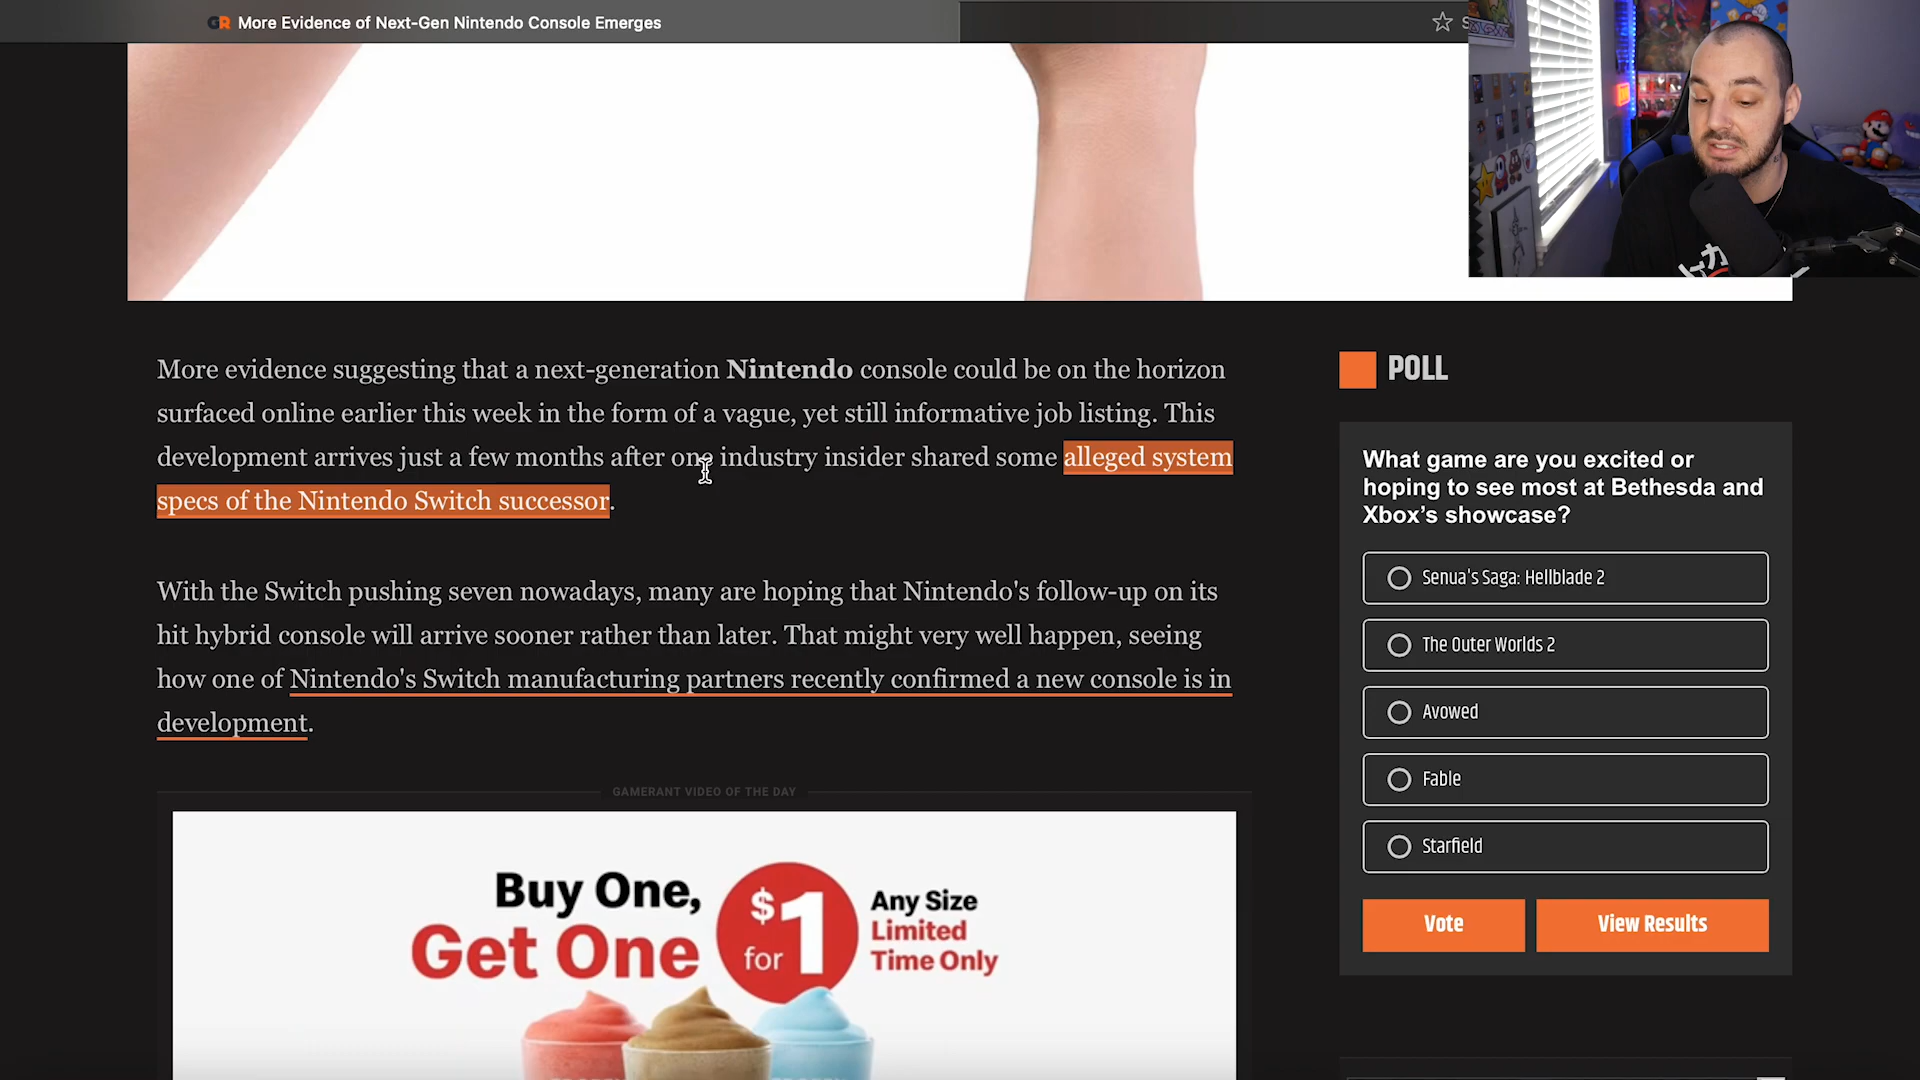 GR More Evidence of Next-Gen Nintendo Console Emerges
More evidence suggesting that a next-generation Nintendo console could be on the horizon
surfaced online earlier this week in the form of a vague, yet still informative job listing. This
development arrives just a few months after one industry insider shared some alleged system
specs of the Nintendo Switch successor.
With the Switch pushing seven nowadays, many are hoping that Nintendo's follow-up on its
hit hybrid console will arrive sooner rather than later. That might very well happen, seeing
how one of Nintendo's Switch manufacturing partners recently confirmed a new console is in
development.
GAMERANT VIDEO OF THE DAY
Buy One,
Get One
$1
for
Any Size
Limited
Time Only
POLL
What game are you excited or
hoping to see most at Bethesda and
Xbox's showcase?
Senua's Saga: Hellblade 2
The Outer Worlds 2
Avowed
Fable
Starfield
Vote
View Results